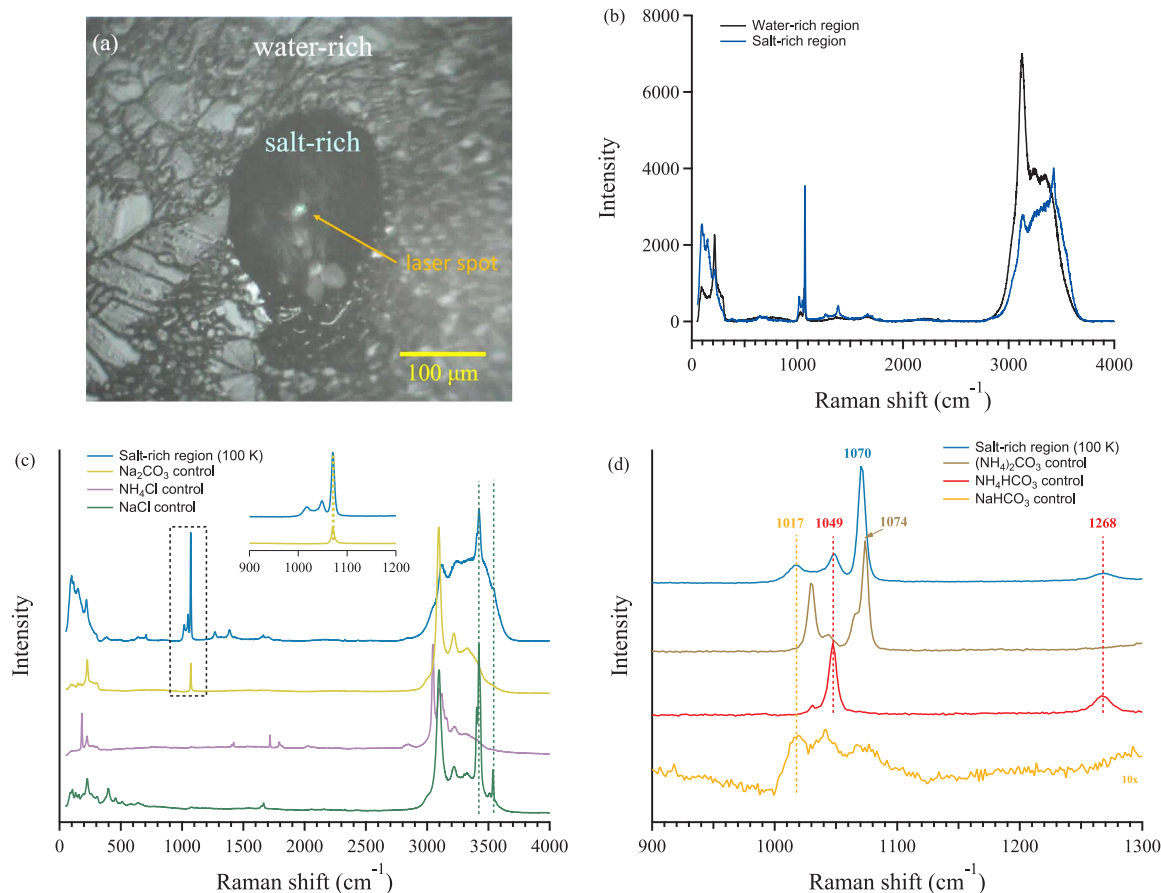 (a)
water-rich
salt-rich
laser spot
100 μm
(b)
Water-rich region
Salt-rich region
8000
6000
4000
2000
0
Intensity
0 1000 2000 3000 4000
Raman shift (cm⁻¹)
(c)
Salt-rich region (100 K)
Na₂CO₃ control
NH₄Cl control
NaCl control
900 1000 1100 1200
Intensity
0 500 1000 1500 2000 2500 3000 3500 4000
Raman shift (cm⁻¹)
(d)
Salt-rich region (100 K)
(NH₄)₂CO₃ control
NH₄HCO₃ control
NaHCO₃ control
1070
1017 1049 1074 1268
10x
Intensity
900 1000 1100 1200 1300
Raman shift (cm⁻¹)